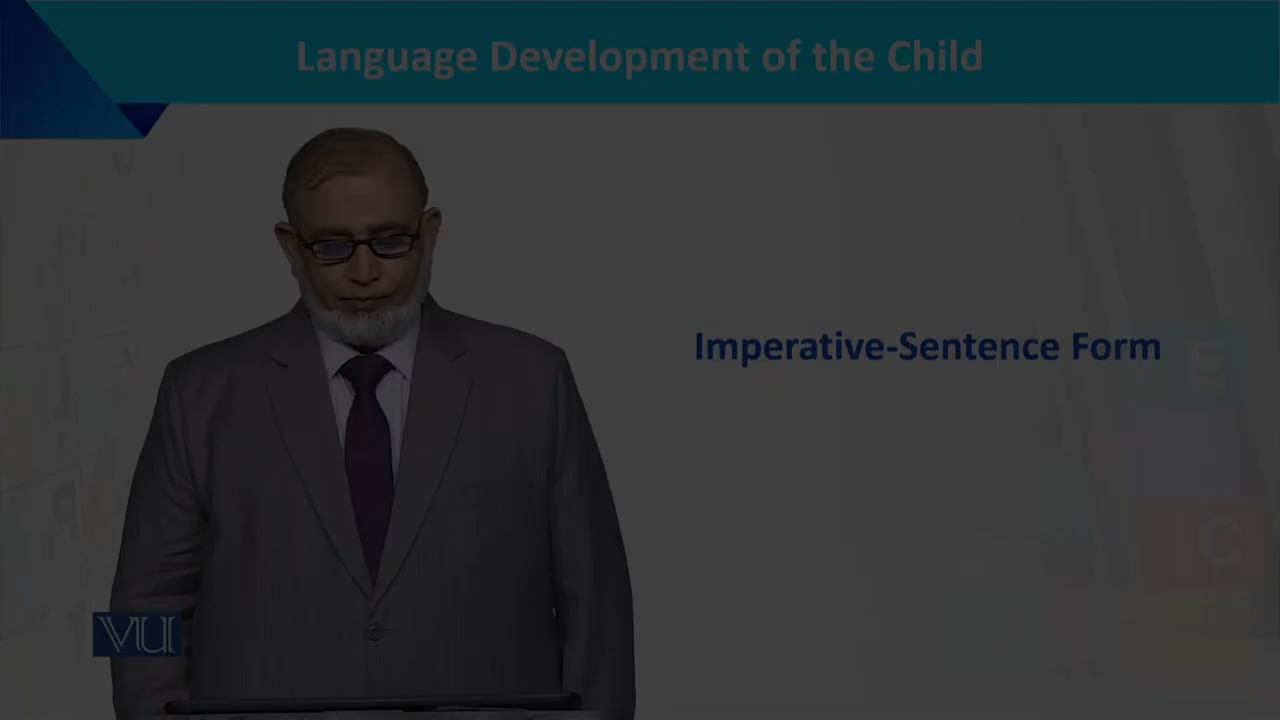 Language Development of the Child
Imperative-Sentence Form
E
C
VU